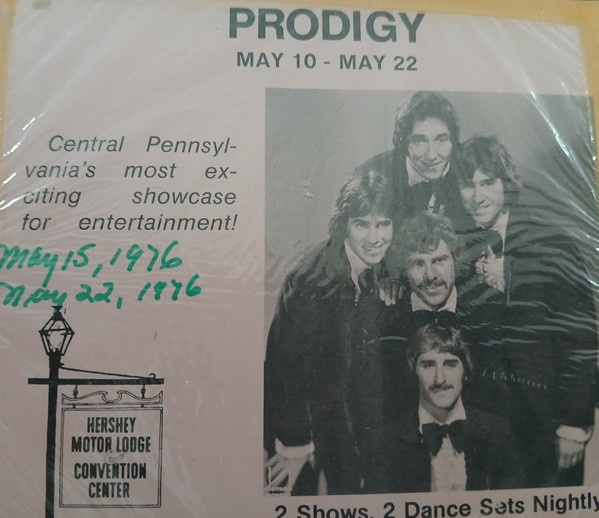 PRODIGY
MAY 10 - MAY 22
Central Pennsyl-
vania's most ex-
citing showcase
for entertainment!
May 15, 1976
May 22, 1976
HERSHEY
MOTOR LODGE
CONVENTION
CENTER
2 Shows, 2 Dance Sets Nightly